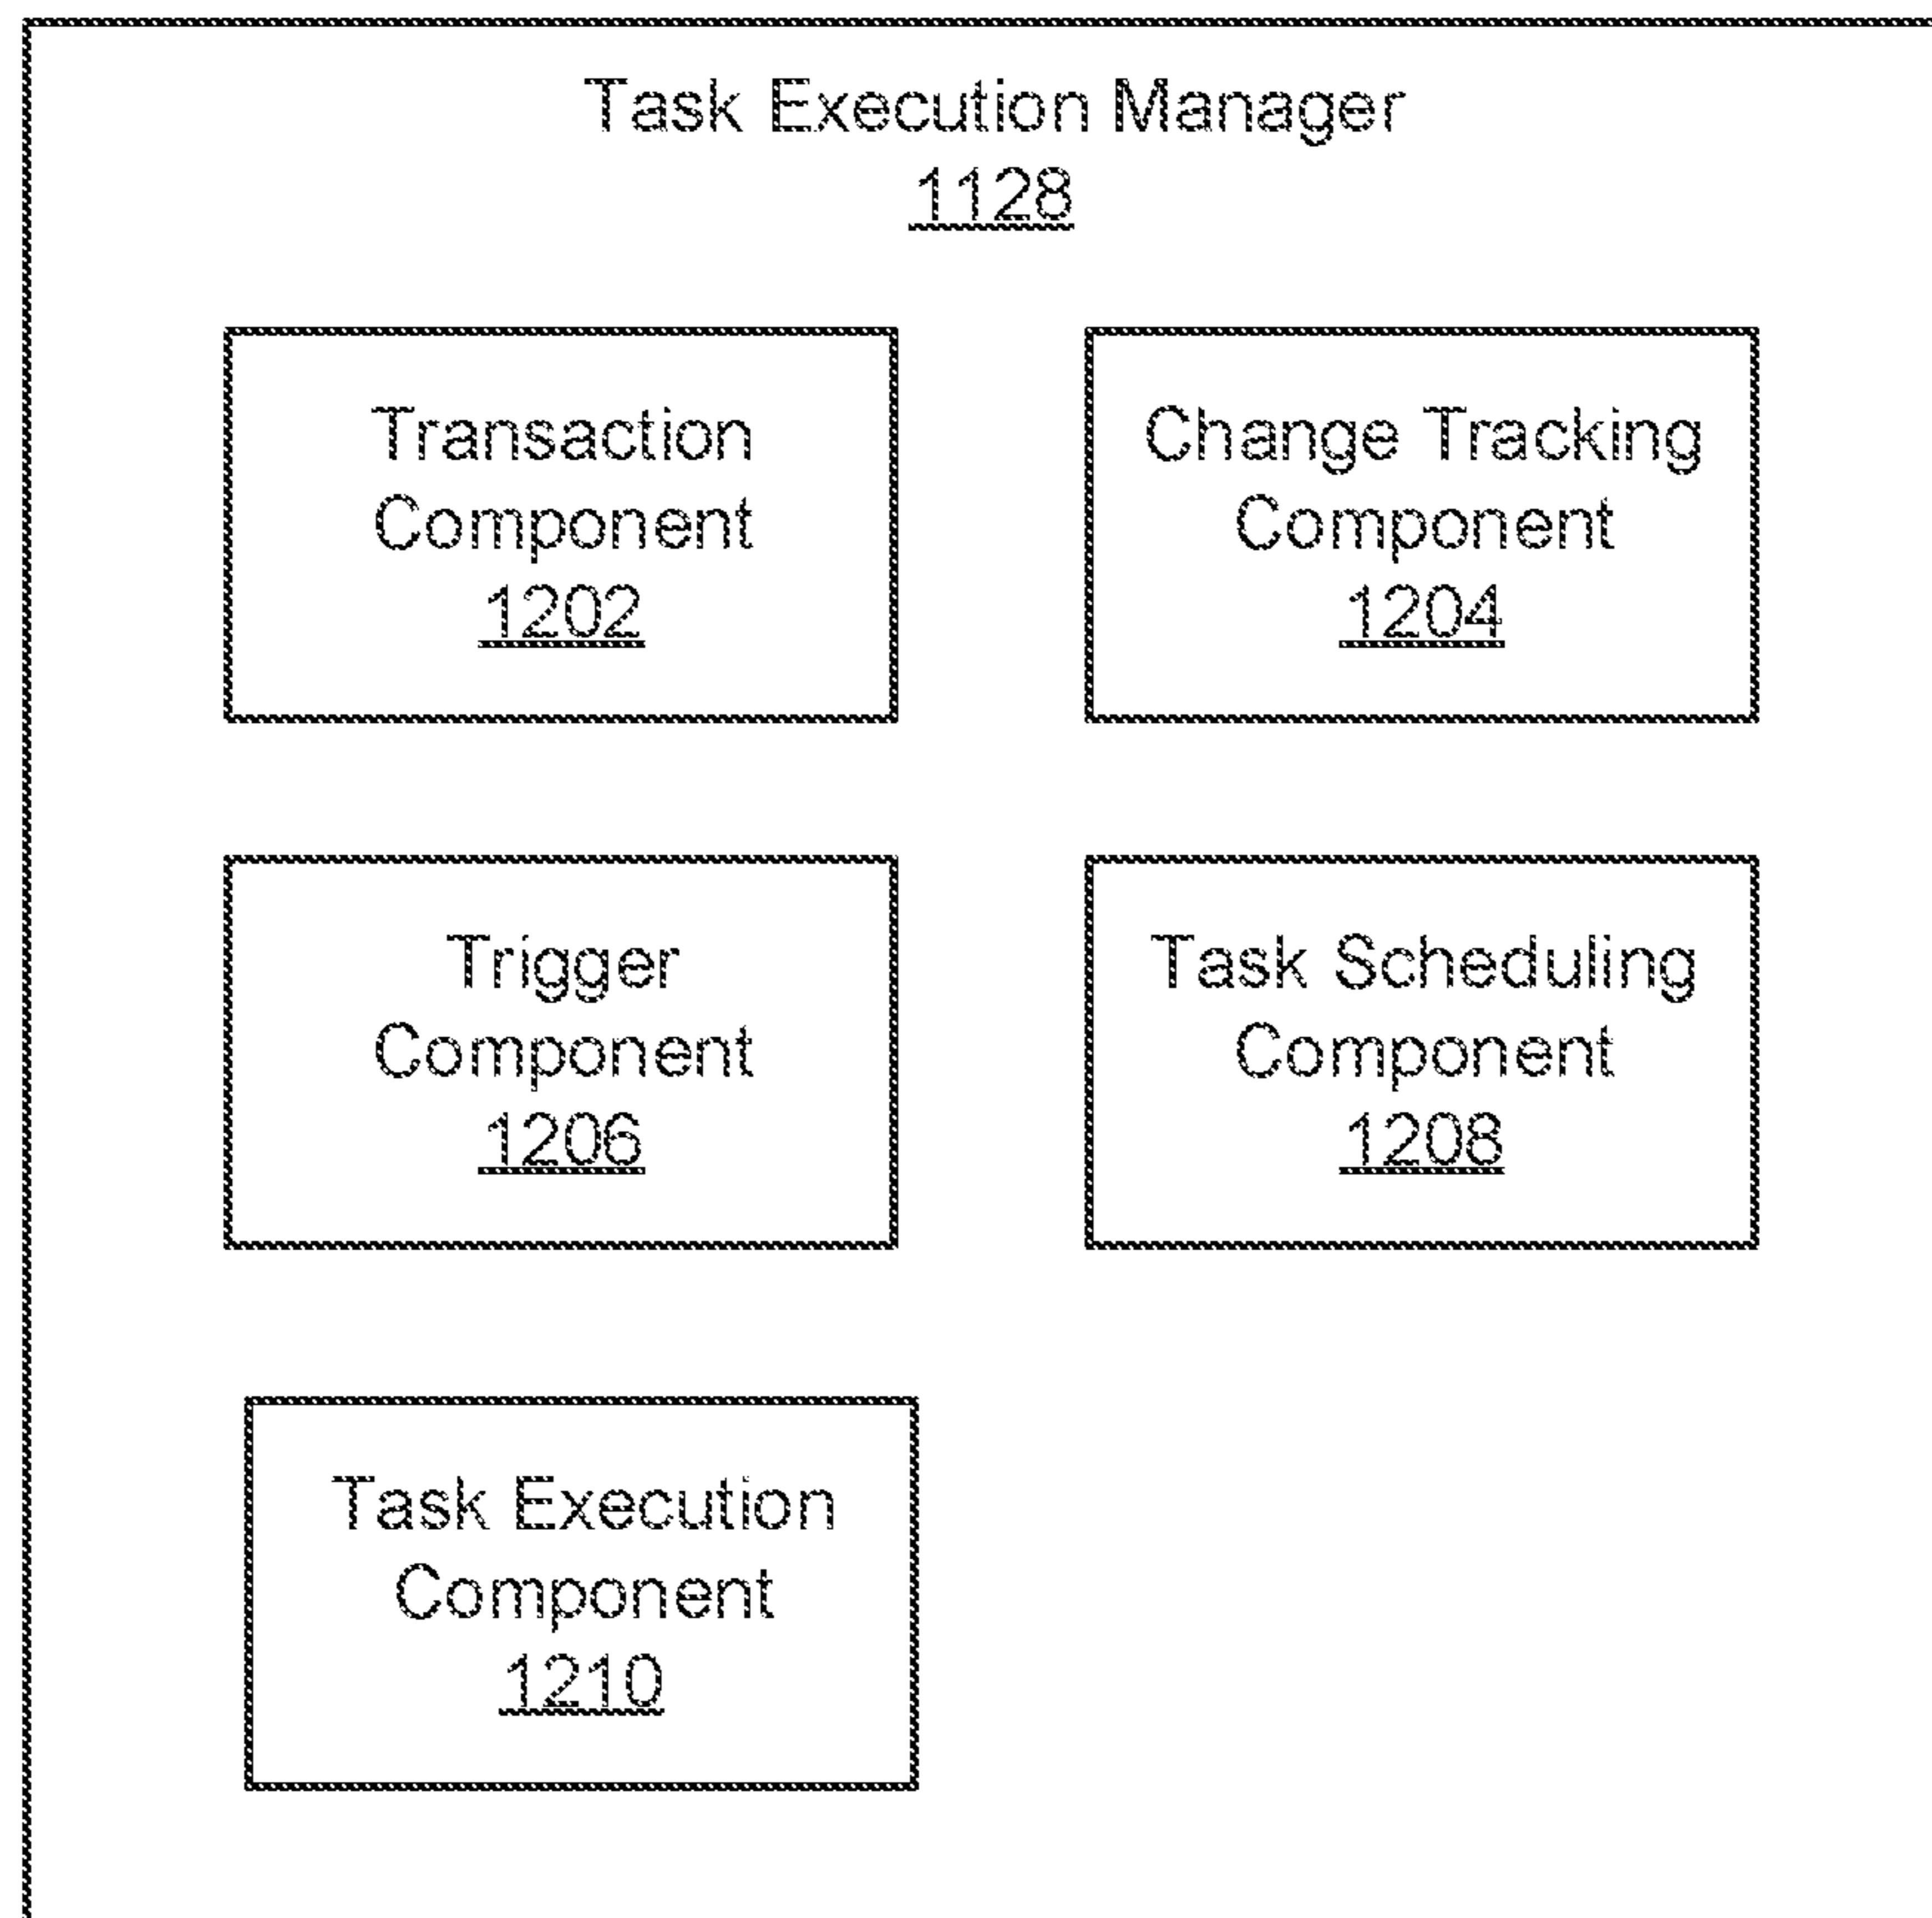 Task Execution Manager
1128
Transaction
Component
1202
Change Tracking
Component
1204
Trigger
Component
1206
Task Scheduling
Component
1208
Task Execution
Component
1210